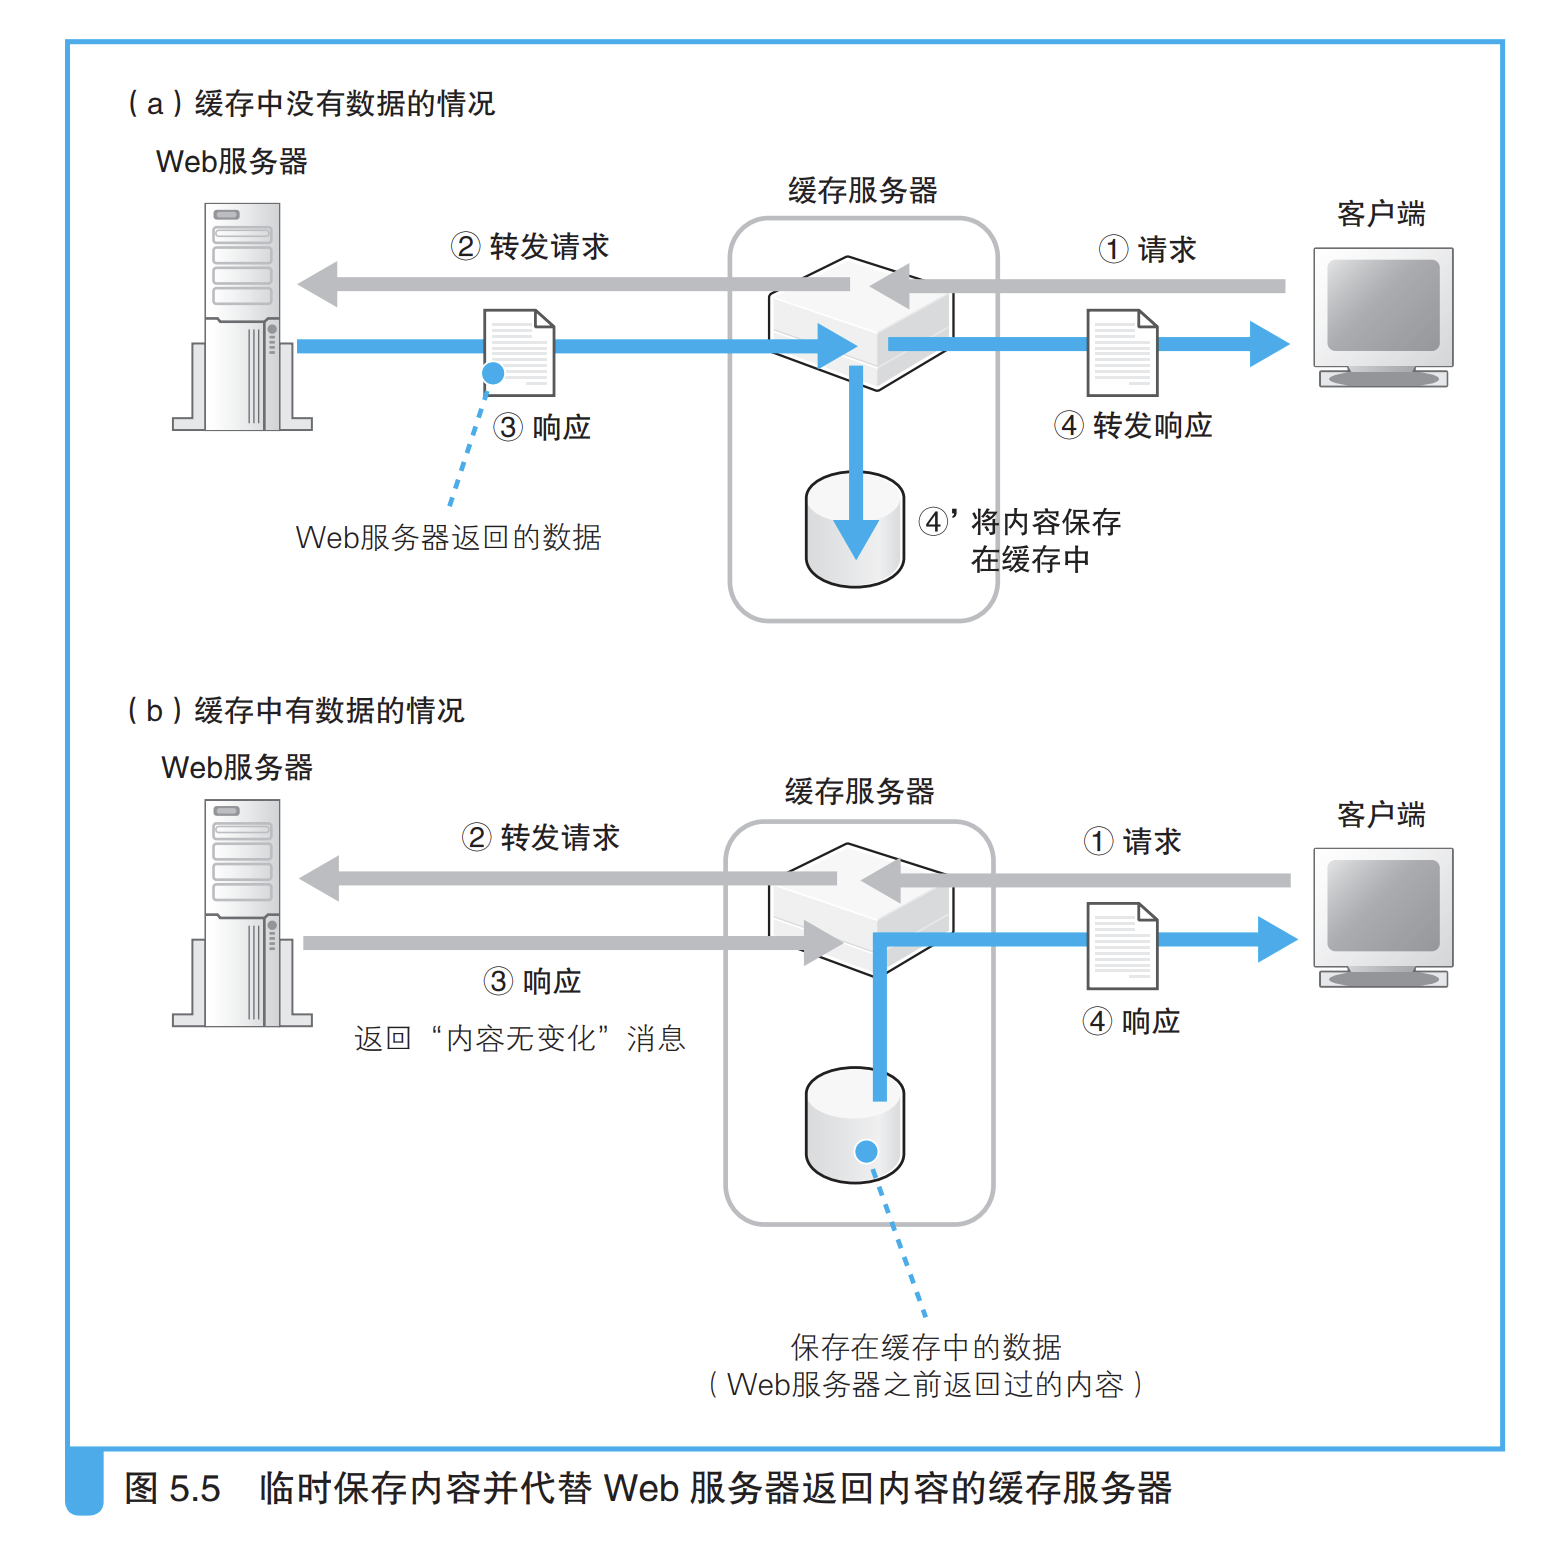 （a）缓存中没有数据的情况
Web服务器
缓存服务器
客户端
② 转发请求
① 请求
③ 响应
④ 转发响应
Web服务器返回的数据
④’ 将内容保存
在缓存中
（b）缓存中有数据的情况
Web服务器
缓存服务器
客户端
② 转发请求
① 请求
③ 响应
返回“内容无变化”消息
④ 响应
保存在缓存中的数据
（Web服务器之前返回过的内容）
图 5.5 临时保存内容并代替 Web 服务器返回内容的缓存服务器